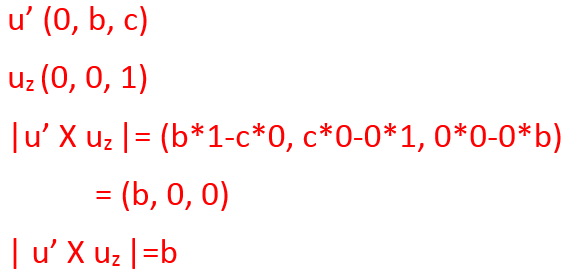 u’ (0, b, c)
uz (0, 0, 1)
|u’ X uz |= (b*1-c*0, c*0-0*1, 0*0-0*b)
= (b, 0, 0)
| u’ X uz |=b